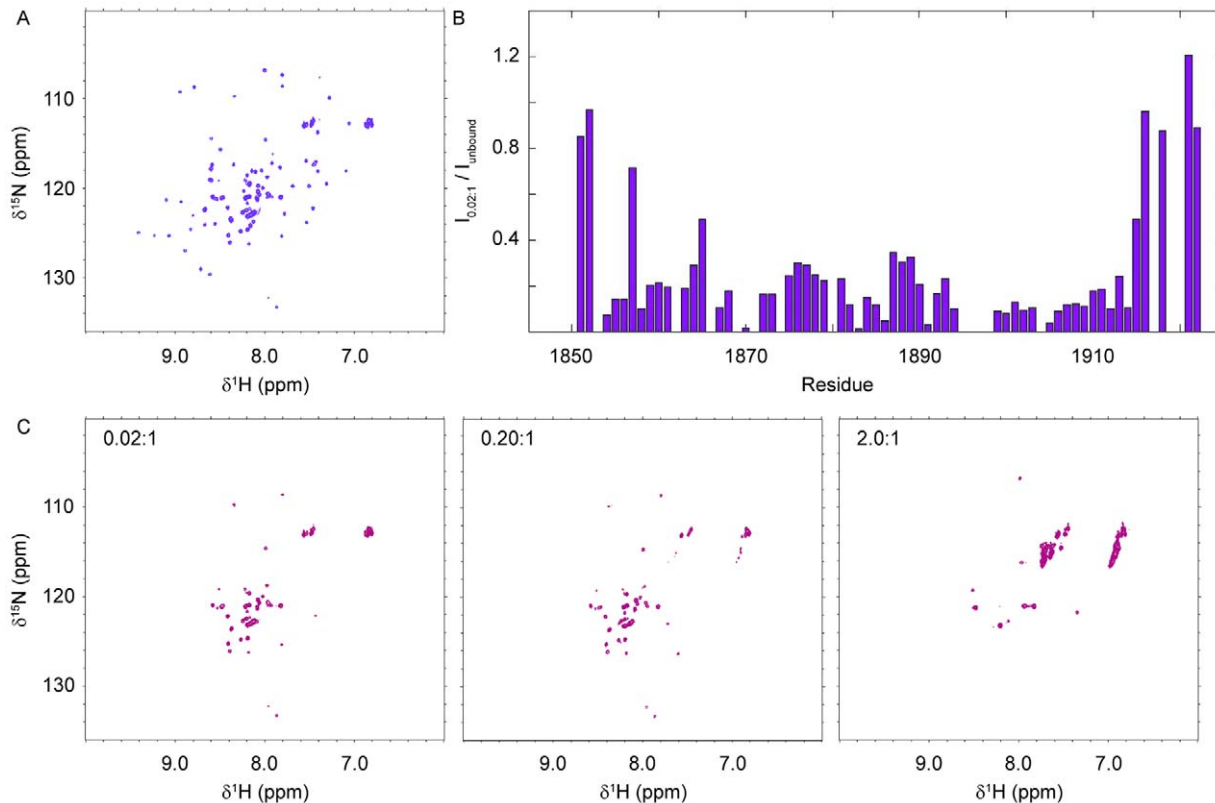 A
110
120
130
δ¹⁵N (ppm)
9.0 8.0 7.0
δ¹H (ppm)
B
1.2
0.8
0.4
I0.02:1 / Iunbound
1850 1870 1890 1910
Residue
C
0.02:1
0.20:1
2.0:1
110
120
130
δ¹⁵N (ppm)
9.0 8.0 7.0
9.0 8.0 7.0
9.0 8.0 7.0
δ¹H (ppm)
δ¹H (ppm)
δ¹H (ppm)